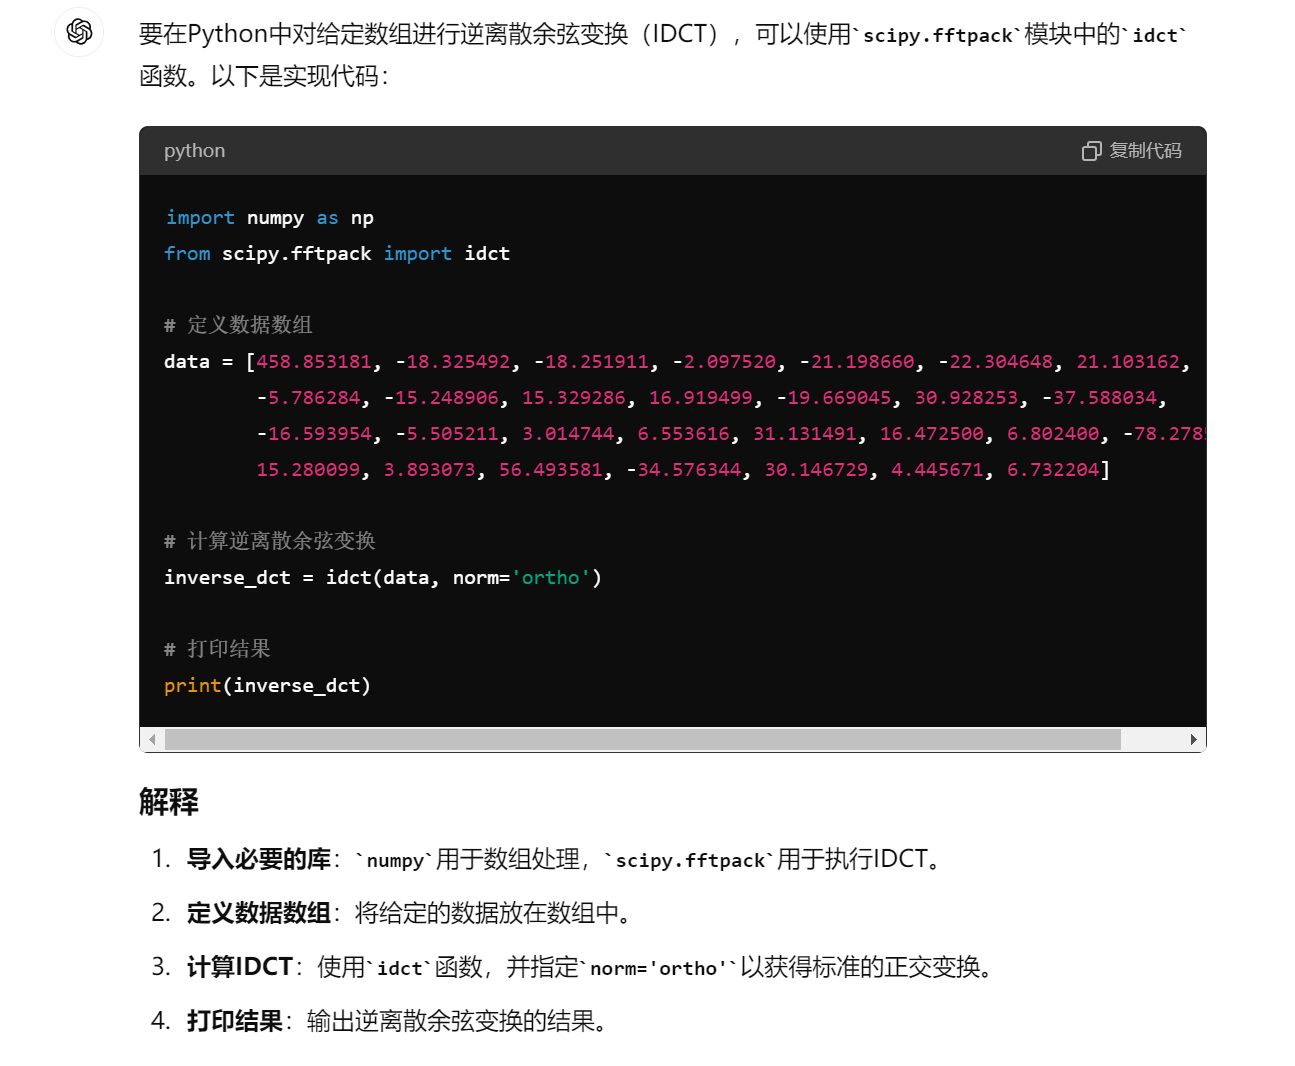 要在Python中对给定数组进行逆离散余弦变换（IDCT），可以使用`scipy.fftpack`模块中的`idct`
函数。以下是实现代码：
python
复制代码
import numpy as np
from scipy.fftpack import idct
# 定义数据数组
data = [458.853181, -18.325492, -18.251911, -2.097520, -21.198660, -22.304648, 21.103162,
-5.786284, -15.248906, 15.329286, 16.919499, -19.669045, 30.928253, -37.588034,
-16.593954, -5.505211, 3.014744, 6.553616, 31.131491, 16.472500, 6.802400,
15.280099, 3.893073, 56.493581, -34.576344, 30.146729, 4.445671, 6.732204]
# 计算逆离散余弦变换
inverse_dct = idct(data, norm='ortho')
# 打印结果
print(inverse_dct)
解释
1. 导入必要的库：`numpy`用于数组处理，`scipy.fftpack`用于执行IDCT。
2. 定义数据数组：将给定的数据放在数组中。
3. 计算IDCT：使用`idct`函数，并指定`norm='ortho'`以获得标准的正交变换。
4. 打印结果：输出逆离散余弦变换的结果。